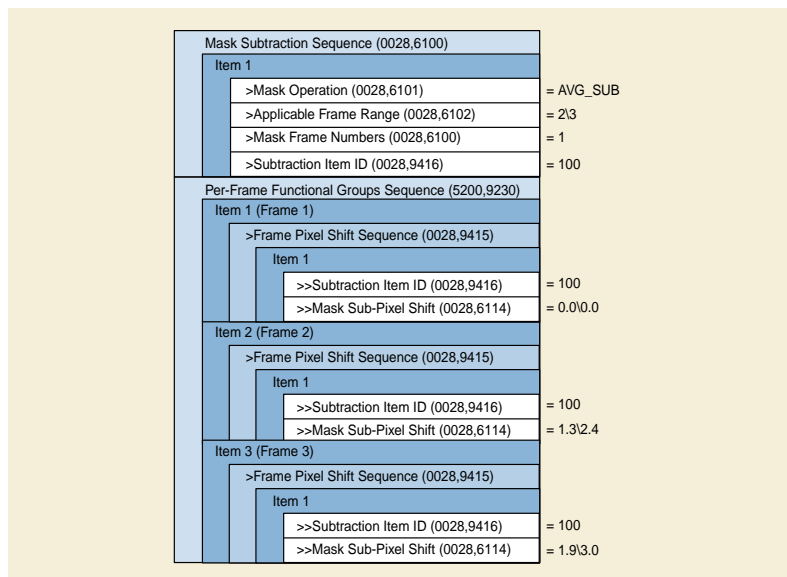 Mask Subtraction Sequence (0028,6100)
Item 1
>Mask Operation (0028,6101) = AVG_SUB
>Applicable Frame Range (0028,6102) = 2\3
>Mask Frame Numbers (0028,6100) = 1
>Subtraction Item ID (0028,9416) = 100
Per-Frame Functional Groups Sequence (5200,9230)
Item 1 (Frame 1)
>Frame Pixel Shift Sequence (0028,9415)
Item 1
>>Subtraction Item ID (0028,9416) = 100
>>Mask Sub-Pixel Shift (0028,6114) = 0.0\0.0
Item 2 (Frame 2)
>Frame Pixel Shift Sequence (0028,9415)
Item 1
>>Subtraction Item ID (0028,9416) = 100
>>Mask Sub-Pixel Shift (0028,6114) = 1.3\2.4
Item 3 (Frame 3)
>Frame Pixel Shift Sequence (0028,9415)
Item 1
>>Subtraction Item ID (0028,9416) = 100
>>Mask Sub-Pixel Shift (0028,6114) = 1.9\3.0